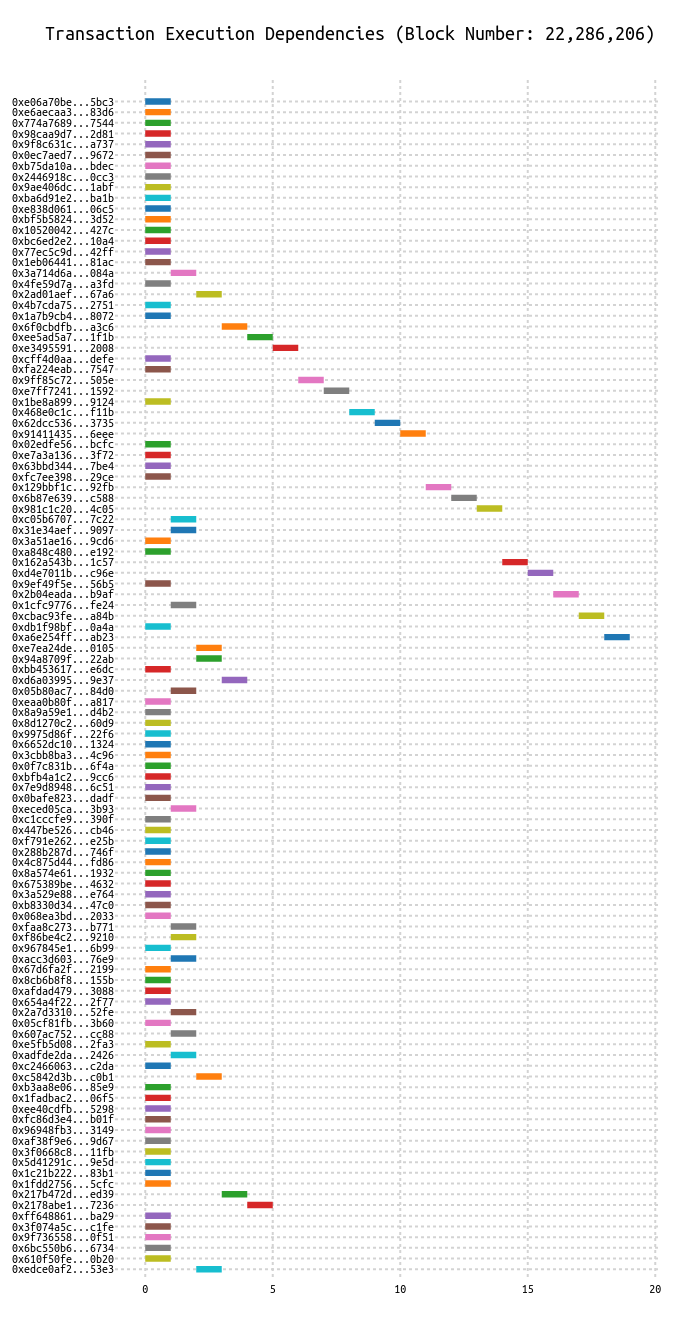 Transaction Execution Dependencies (Block Number: 22,286,206)
0xe06a70be...5bc3
0xe6aecaa3...83d6
0x774a7689...7544
0x98caa9d7...2d81
0x9f8c631c...a737
0x0ec7aed7...9672
0xb75da10a...bdec
0x2446918c...0cc3
0x9ae406dc...1abf
0xba6d91e2...ba1b
0xe838d061...06c5
0xbf5b5824...3d52
0x10520042...427c
0xbc6ed2e2...10a4
0x77ec5c9d...42ff
0x1eb06441...81ac
0x3a714d6a...084a
0x4fe59d7a...a3fd
0x2ad01aef...67a6
0x4b7cda75...2751
0x1a7b9cb4...8072
0x6f0cbdfb...a3c6
0xee5ad5a7...1f1b
0xe3495591...2008
0xcff4d0aa...defe
0xfa224eab...7547
0x9ff85c72...505e
0xe7ff7241...1592
0x1be8a899...9124
0x468e0c1c...f11b
0x62dcc536...3735
0x91411435...6eee
0x02edfe56...bcfc
0xe7a3a136...3f72
0x63bbd344...7be4
0xfc7ee398...29ce
0x129bbf1c...92fb
0x6b87e639...c588
0x981c1c20...4c05
0xc05b6707...7c22
0x31e34aef...9097
0x3a51ae16...9cd6
0xa848c480...e192
0x162a543b...1c57
0xd4e7011b...c96e
0x9ef49f5e...56b5
0x2b04eada...b9af
0x1cfc9776...fe24
0xcbac93fe...a84b
0xdb1f98bf...0a4a
0xa6e254ff...ab23
0xe7ea24de...0105
0x94a8709f...22ab
0xbb453617...e6dc
0xd6a03995...9e37
0x05b80ac7...84d0
0xeaa0b80f...a817
0x8a9a59e1...d4b2
0x8d1270c2...60d9
0x9975d86f...22f6
0x6652dc10...1324
0x3cbb8ba3...4c96
0x0f7c831b...6f4a
0xbfb4a1c2...9cc6
0x7e9d8948...6c51
0x0bafe823...dadf
0xeced05ca...3b93
0xc1cccfe9...390f
0x447be526...cb46
0xf791e262...e25b
0x288b287d...746f
0x4c875d44...fd86
0x8a574e61...1932
0x675389be...4632
0x3a529e88...e764
0xb8330d34...47c0
0x068ea3bd...2033
0xfaa8c273...b771
0xf86be4c2...9210
0x967845e1...6b99
0xacc3d603...76e9
0x67d6fa2f...2199
0x8cb6b8f8...155b
0xafdad479...3088
0x654a4f22...2f77
0x2a7d3310...52fe
0x05cf81fb...3b60
0x607ac752...cc88
0xe5fb5d08...2fa3
0xadfde2da...2426
0xc2466063...c2da
0xc5842d3b...c0b1
0xb3aa8e06...85e9
0x1fadbac2...06f5
0xee40cdfb...5298
0xfc86d3e4...b01f
0x96948fb3...3149
0xaf38f9e6...9d67
0x3f0668c8...11fb
0x5d41291c...9e5d
0x1c21b222...83b1
0x1fdd2756...5cfc
0x217b472d...ed39
0x2178abe1...7236
0xff648861...ba29
0x3f074a5c...c1fe
0x9f736558...0f51
0x6bc550b6...6734
0x610f50fe...0b20
0xedce0af2...53e3
0 5 10 15 20